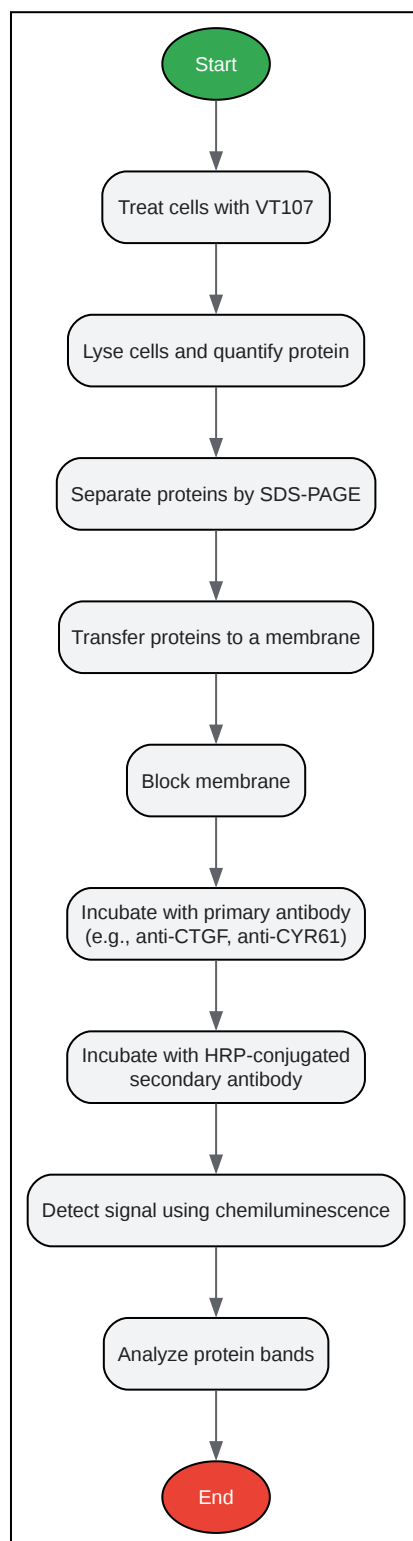 Start
Treat cells with VT107
Lyse cells and quantify protein
Separate proteins by SDS-PAGE
Transfer proteins to a membrane
Block membrane
Incubate with primary antibody
(e.g., anti-CTGF, anti-CYR61)
Incubate with HRP-conjugated
secondary antibody
Detect signal using chemiluminescence
Analyze protein bands
End